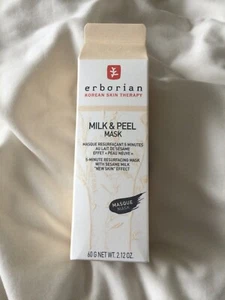 erborian
KOREAN SKIN THERAPY
MILK & PEEL
MASK
MASQUE RESURFAÇANT 5 MINUTES
AU LAIT DE SÉSAME
EFFET « PEAU NEUVE »
5-MINUTE RESURFACING MASK
WITH SESAME MILK
"NEW SKIN" EFFECT
MASQUE
60 G NET WT. 2.12 OZ.